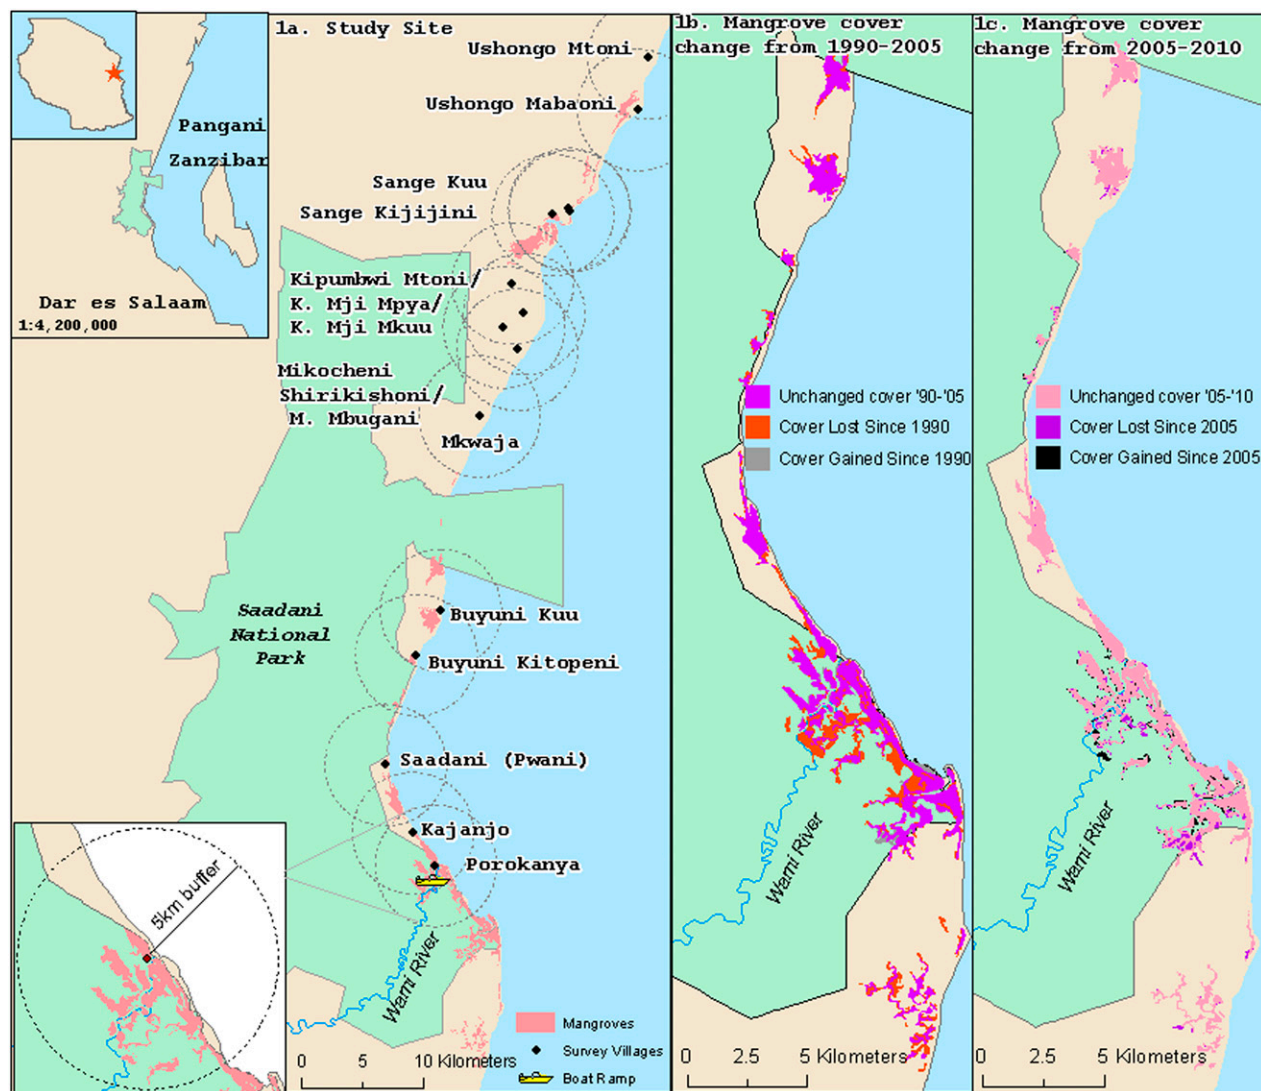 Pangani
Zanzibar
Dar es Salaam
1:4,200,000
1a. Study Site
Ushongo Mtoni
Ushongo Mabaoni
Sange Kuu
Sange Kijijini
Kipumbwi Mtoni/
K. Mji Mpya/
K. Mji Mkuu
Mikocheni
Shirikishoni/
M. Mbugani
Mkwaja
Saadani
National
Park
Buyuni Kuu
Buyuni Kitopeni
Saadani (Pwani)
Kajanjo
Porokanya
Wami River
5km buffer
Mangroves
Survey Villages
Boat Ramp
0 5 10 Kilometers
1b. Mangrove cover
change from 1990-2005
Unchanged cover '90-'05
Cover Lost Since 1990
Cover Gained Since 1990
Wami River
0 2.5 5 Kilometers
1c. Mangrove cover
change from 2005-2010
Unchanged cover '05-'10
Cover Lost Since 2005
Cover Gained Since 2005
Wami River
0 2.5 5 Kilometers